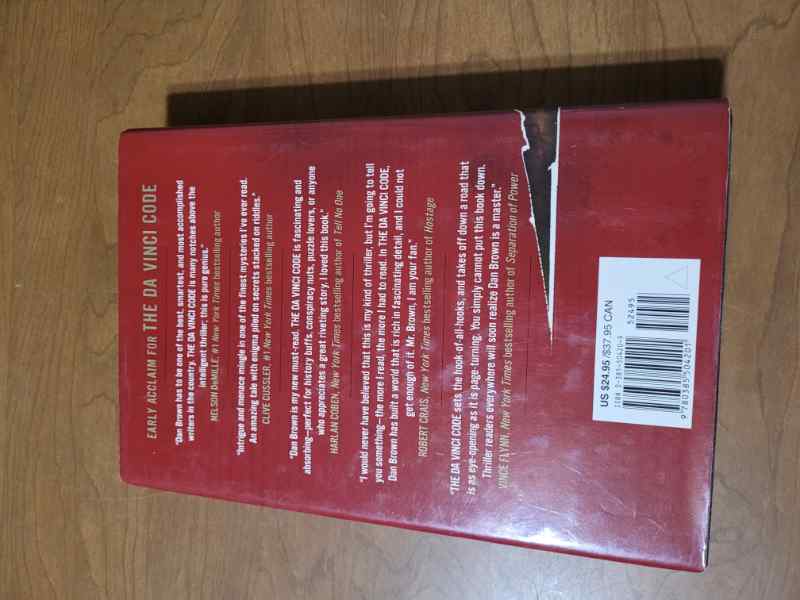 EARLY ACCLAIM FOR THE DA VINCI CODE
"Dan Brown has to be one of the best, smartest, and most accomplished
writers in the country. THE DA VINCI CODE is many notches above the
intelligent thriller; this is pure genius."
NELSON DeMILLE, #1 New York Times bestselling author
"Intrigue and menace mingle in one of the finest mysteries I've ever read.
An amazing tale with enigma piled on secrets stacked on riddles."
CLIVE CUSSLER, #1 New York Times bestselling author
"Dan Brown is my new must-read. THE DA VINCI CODE is fascinating and
absorbing—perfect for history buffs, conspiracy nuts, puzzle lovers, or anyone
who appreciates a great riveting story. I loved this book."
HARLAN COBEN, New York Times bestselling author of Tell No One
"I would never have believed that this is my kind of thriller, but I'm going to tell
you something—the more I read, the more I had to read. In THE DA VINCI CODE,
Dan Brown has built a world that is rich in fascinating detail, and I could not
get enough of it. Mr. Brown, I am your fan."
ROBERT CRAIS, New York Times bestselling author of Hostage
"THE DA VINCI CODE sets the hook-of-all-hooks, and takes off down a road that
is as eye-opening as it is page-turning. You simply cannot put this book down.
Thriller readers everywhere will soon realize Dan Brown is a master."
VINCE FLYNN, New York Times bestselling author of Separation of Power
US $24.95 /$37.95 CAN
52495
ISBN 0-385-50420-9
9 780385 504201